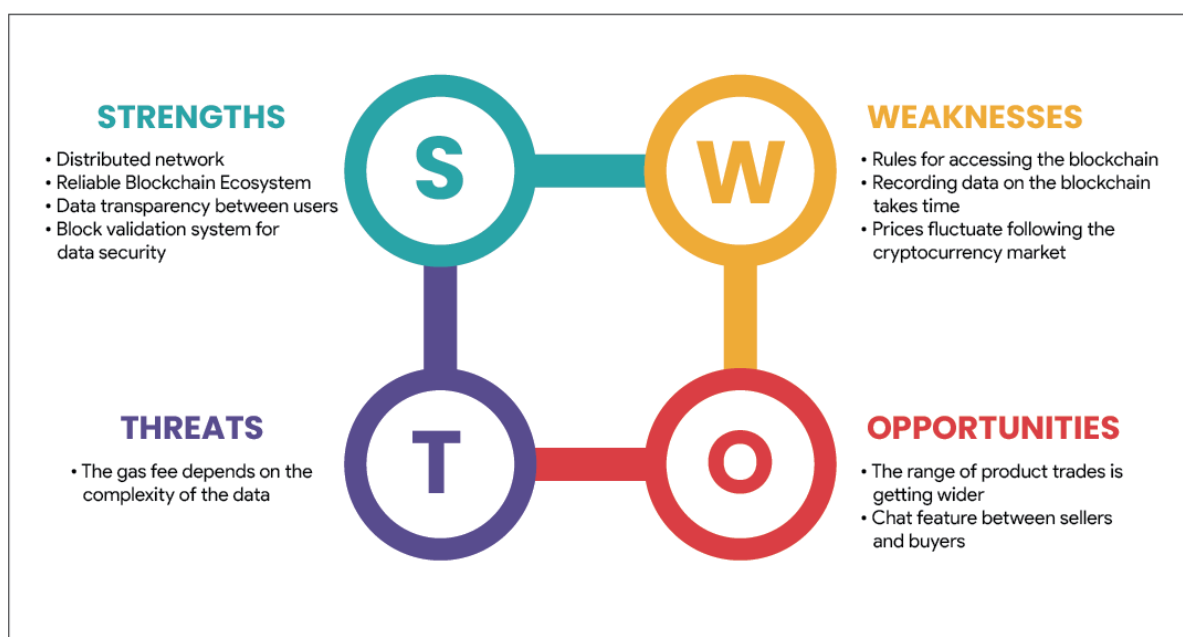 STRENGTHS
• Distributed network
• Reliable Blockchain Ecosystem
• Data transparency between users
• Block validation system for
data security
S
W
WEAKNESSES
• Rules for accessing the blockchain
• Recording data on the blockchain
takes time
• Prices fluctuate following the
cryptocurrency market
THREATS
• The gas fee depends on the
complexity of the data
T
O
OPPORTUNITIES
• The range of product trades is
getting wider
• Chat feature between sellers
and buyers